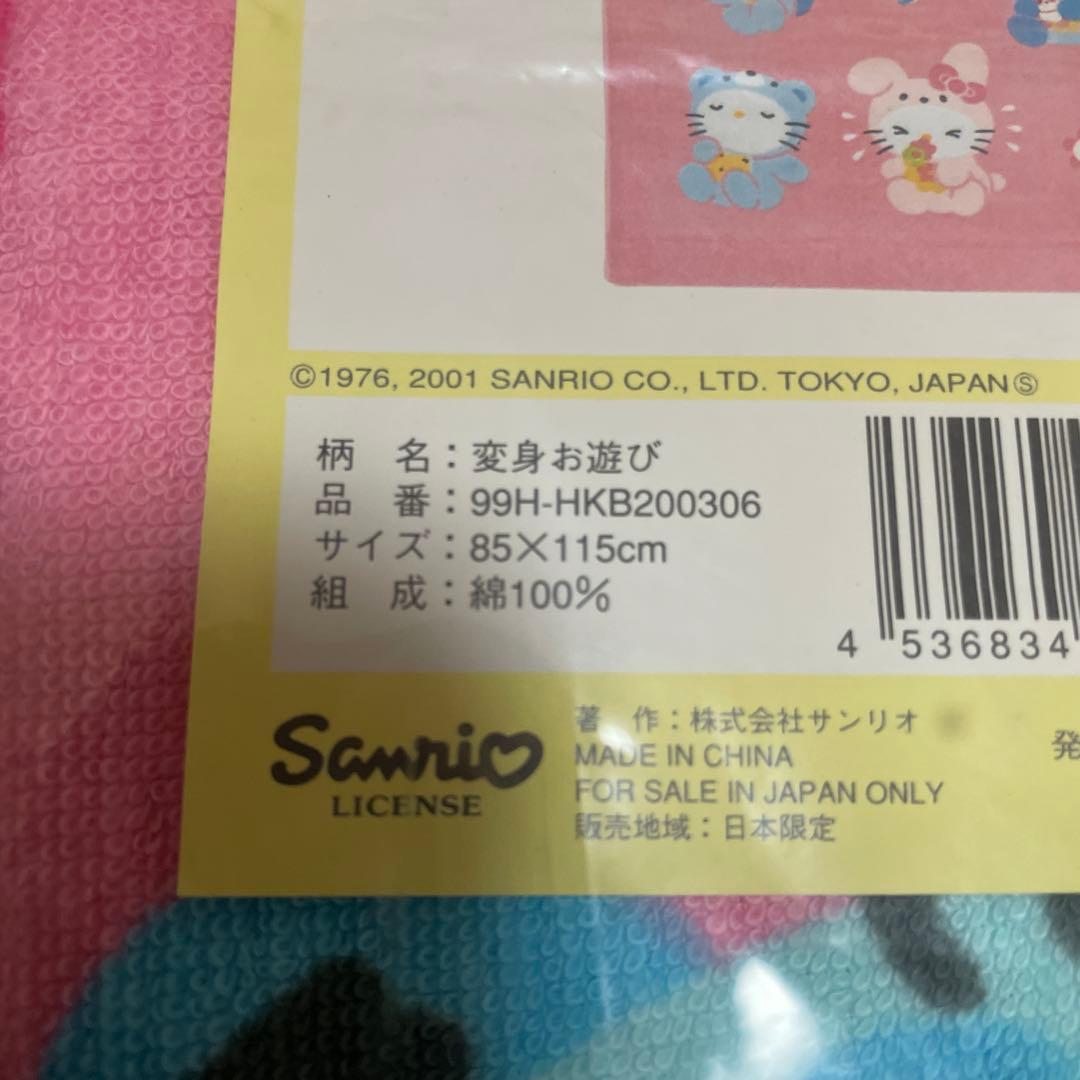 ©1976, 2001 SANRIO CO., LTD. TOKYO, JAPANⓈ
柄　名：変身お遊び
品　番：99H-HKB200306
サイズ：85×115cm
組　成：綿100%
4 536834
Sanrio
LICENSE
著　作：株式会社サンリオ
MADE IN CHINA
FOR SALE IN JAPAN ONLY
販売地域：日本限定
発